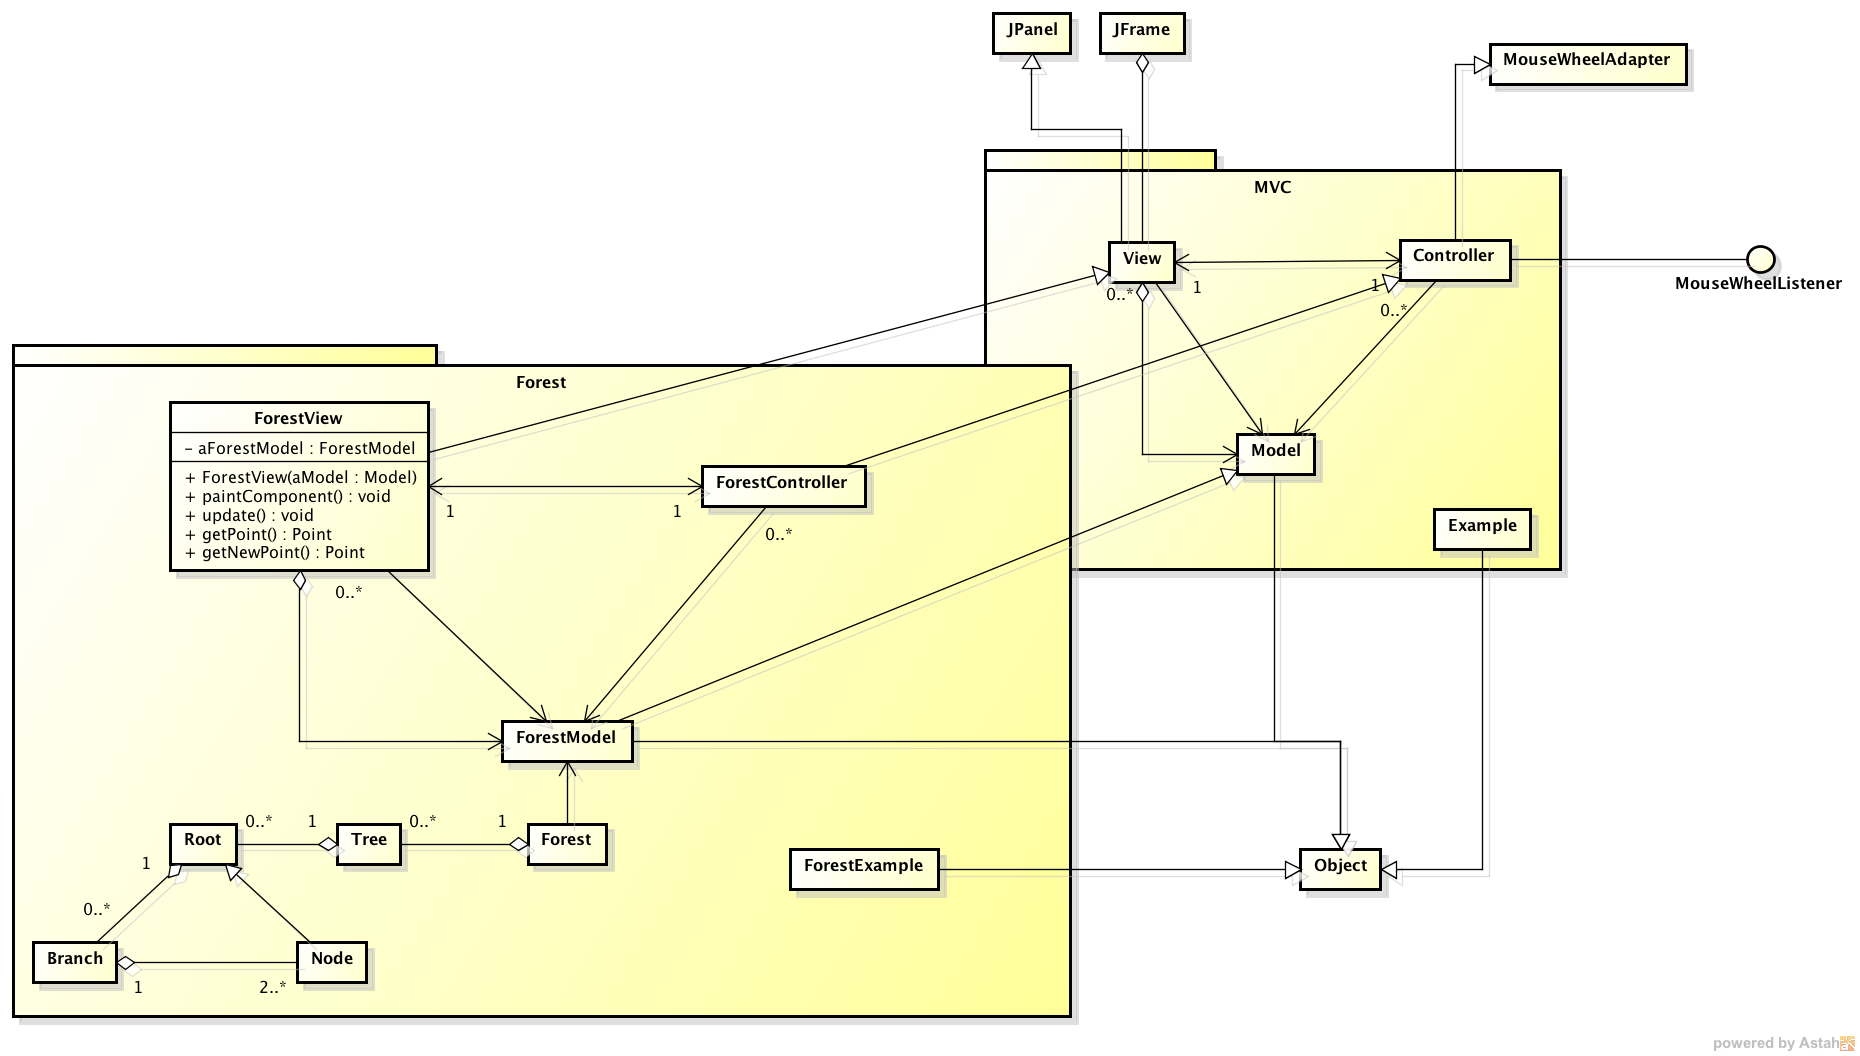 JPanel
JFrame
MouseWheelAdapter
MVC
View
Controller
MouseWheelListener
0..*
1
1
0..*
Forest
ForestView
- aForestModel : ForestModel
+ ForestView(aModel : Model)
+ paintComponent() : void
+ update() : void
+ getPoint() : Point
+ getNewPoint() : Point
Model
ForestController
1
1
0..*
Example
0..*
ForestModel
0..*
1
0..*
1
Root
Tree
Forest
1
ForestExample
Object
0..*
Branch
Node
1
2..*
powered by Astah